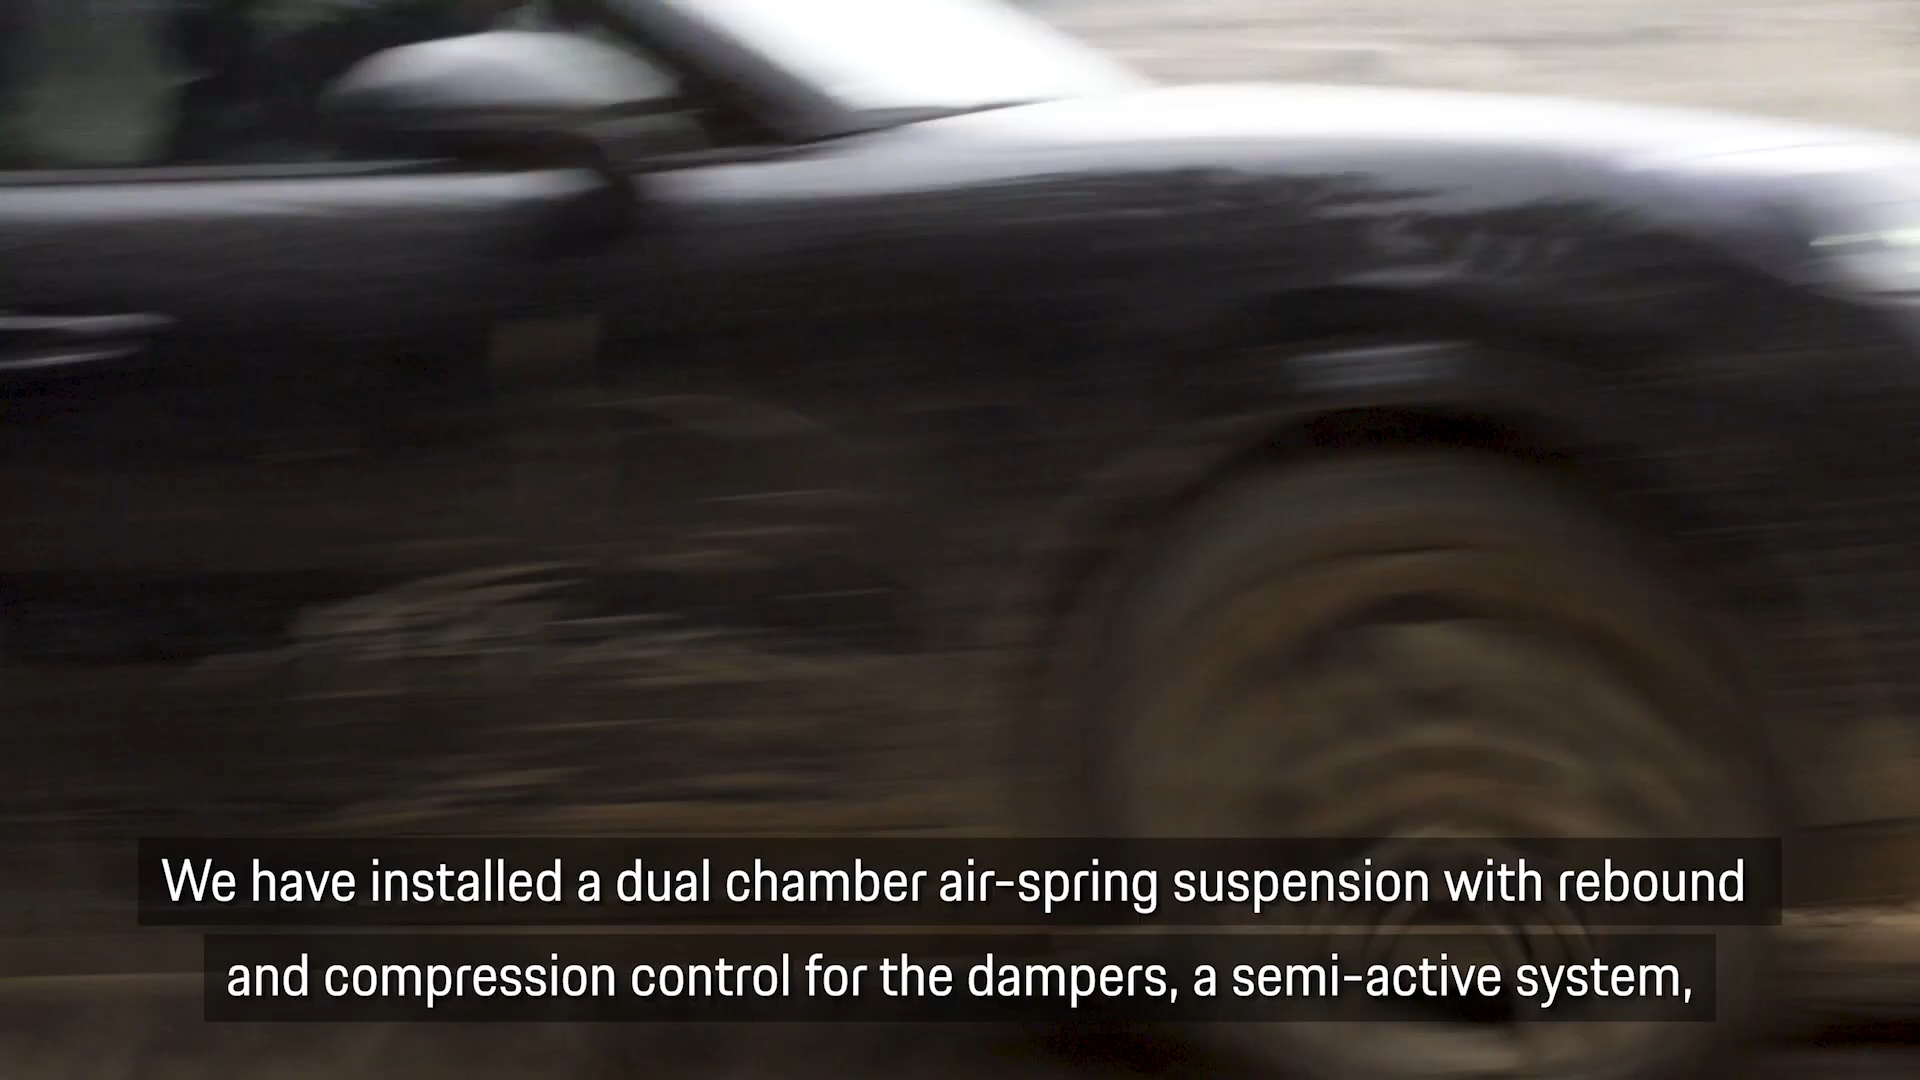 We have installed a dual chamber air-spring suspension with rebound
and compression control for the dampers, a semi-active system,